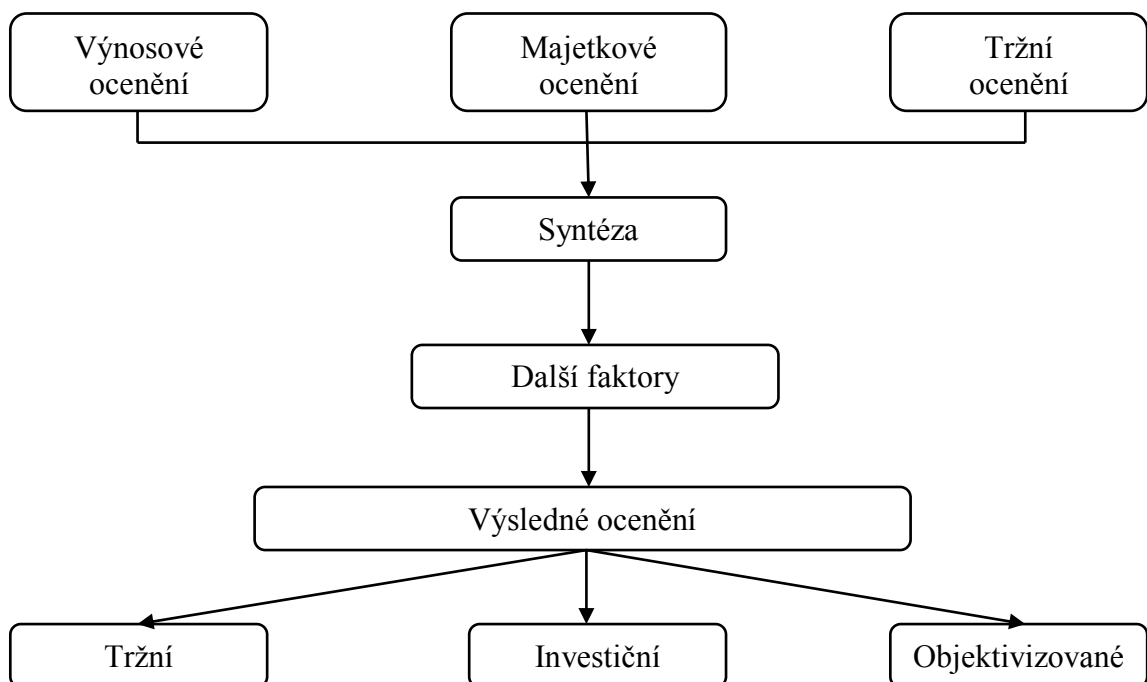 Výnosové
ocenění
Majetkové
ocenění
Tržní
ocenění
Syntéza
Další faktory
Výsledné ocenění
Tržní
Investiční
Objektivizované